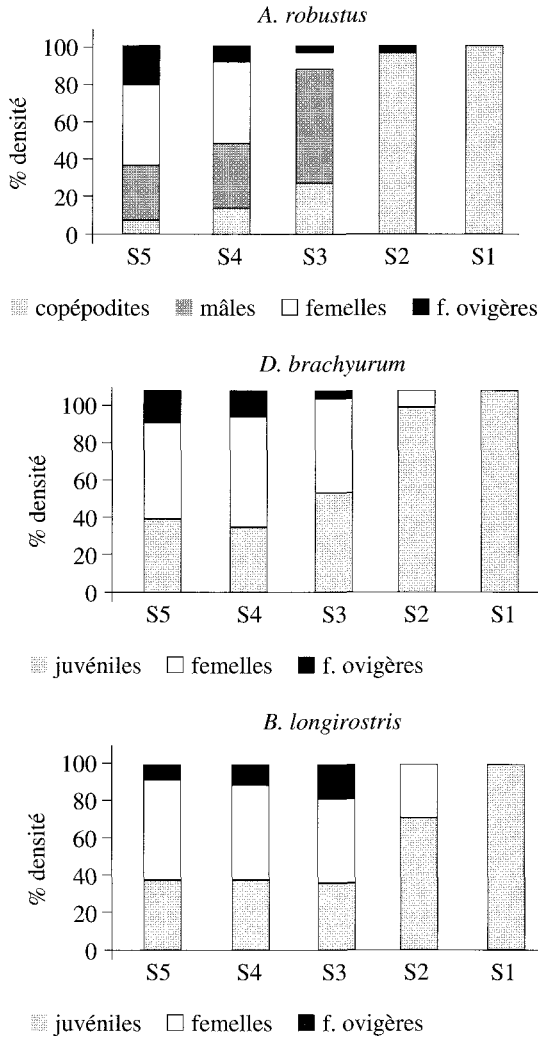 A. robustus
100
80
60
40
20
0
% densité
S5 S4 S3 S2 S1
copépodites mâles femelles f. ovigères
D. brachyurum
100
80
60
40
20
0
% densité
S5 S4 S3 S2 S1
juvéniles femelles f. ovigères
B. longirostris
100
80
60
40
20
0
% densité
S5 S4 S3 S2 S1
juvéniles femelles f. ovigères